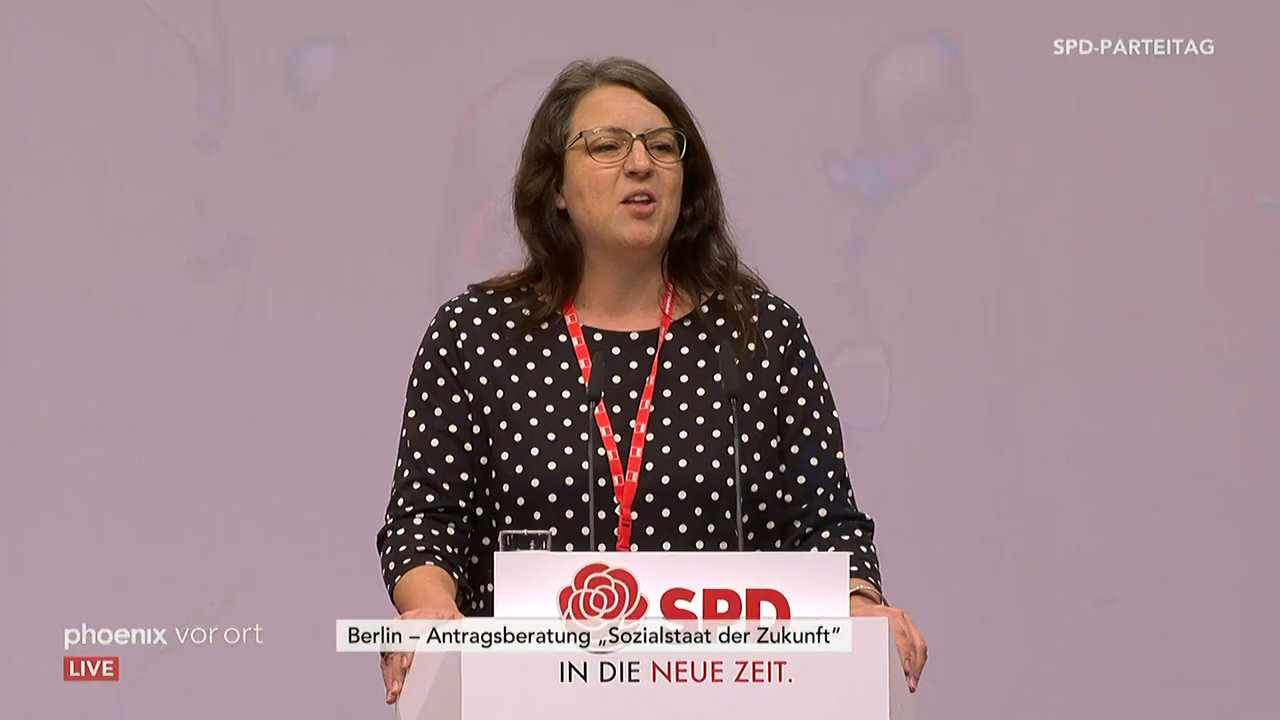 SPD-PARTEITAG
SPD
phoenix vor ort
Berlin – Antragsberatung „Sozialstaat der Zukunft”
LIVE
IN DIE NEUE ZEIT.